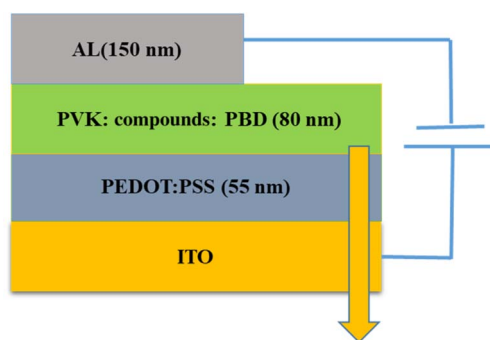 AL(150 nm)
PVK: compounds: PBD (80 nm)
PEDOT:PSS (55 nm)
ITO